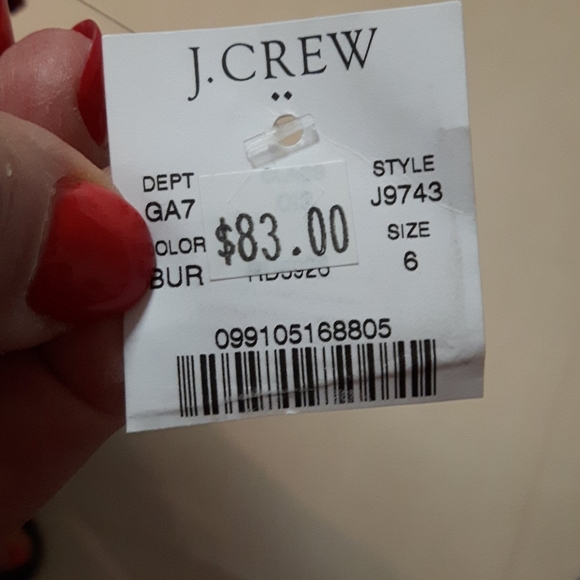 J.CREW
DEPT
GA7
STYLE
J9743
OLOR
BUR
$83.00
SIZE
6
099105168805